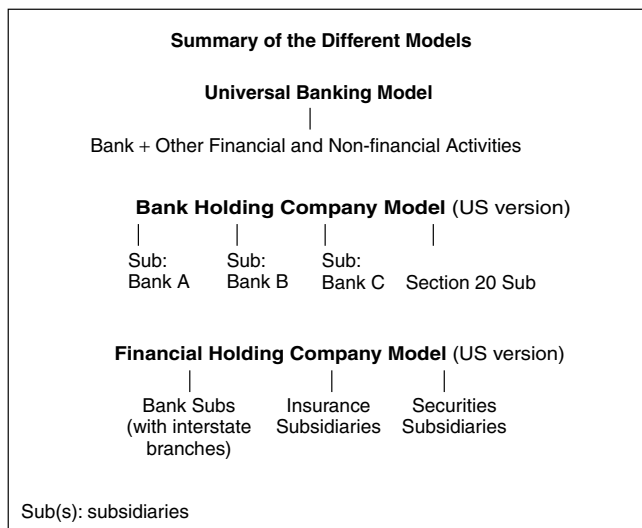 Summary of the Different Models
Universal Banking Model
Bank + Other Financial and Non-financial Activities
Bank Holding Company Model (US version)
Sub: Sub: Sub:
Bank A Bank B Bank C Section 20 Sub
Financial Holding Company Model (US version)
Bank Subs Insurance Securities
(with interstate Subsidiaries Subsidiaries
branches)
Sub(s): subsidiaries